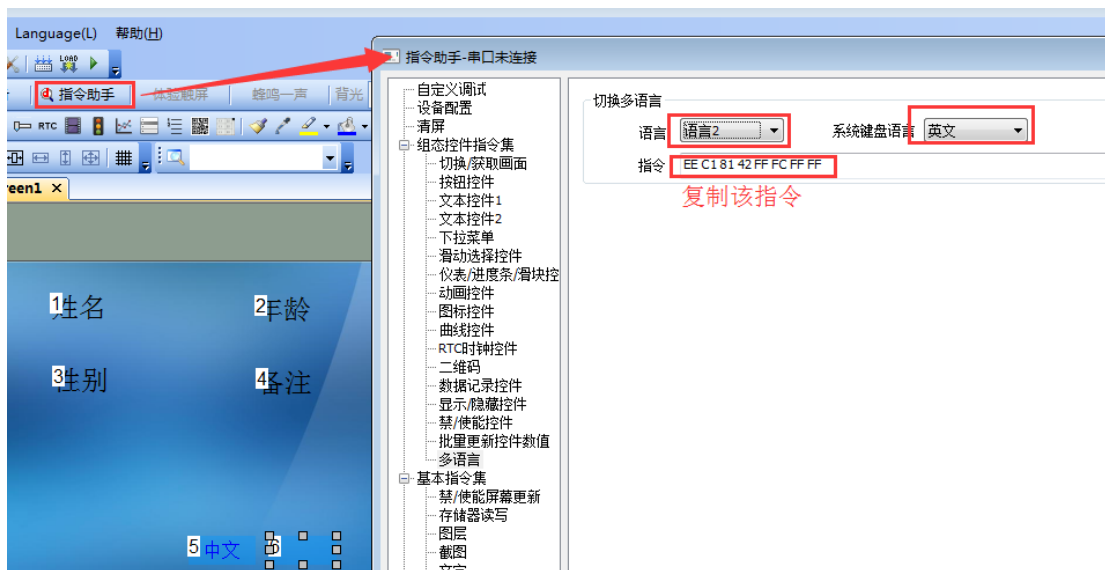 Language(L) 帮助(H)
指令助手-串口未连接
LOAD
指令助手 体验触屏 蜂鸣一声 背光
RTC
reen1 ×
自定义调试
设备配置
清屏
组态控件指令集
切换/获取画面
按钮控件
文本控件1
文本控件2
下拉菜单
滑动选择控件
仪表/进度条/滑块控
动画控件
图标控件
曲线控件
RTC时钟控件
二维码
数据记录控件
显示/隐藏控件
禁/使能控件
批里更新控件数值
多语言
基本指令集
禁/使能屏幕更新
存储器读写
图层
截图
切换多语言
语言 语言2 系统键盘语言 英文
指令 EE C1 81 42 FF FC FF FF
复制该指令
1 姓名 2 年龄
3 性别 4 备注
5 中文 6